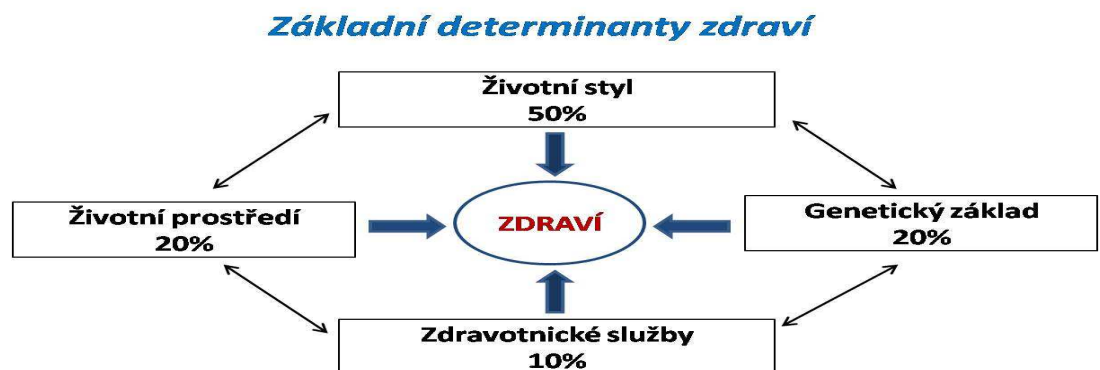 Základní determinanty zdraví
Životní styl
50%
Životní prostředí
20%
ZDRAVÍ
Genetický základ
20%
Zdravotnické služby
10%